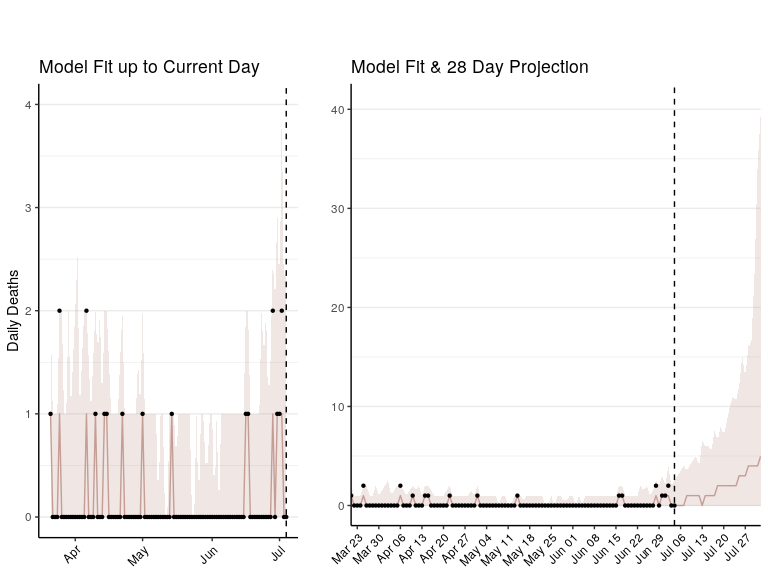 Model Fit up to Current Day
Model Fit & 28 Day Projection
Daily Deaths
4
3
2
1
0
Apr
May
Jun
Jul
40
30
20
10
0
Mar 23
Mar 30
Apr 06
Apr 13
Apr 20
Apr 27
May 04
May 11
May 18
May 25
Jun 01
Jun 08
Jun 15
Jun 22
Jun 29
Jul 06
Jul 13
Jul 20
Jul 27